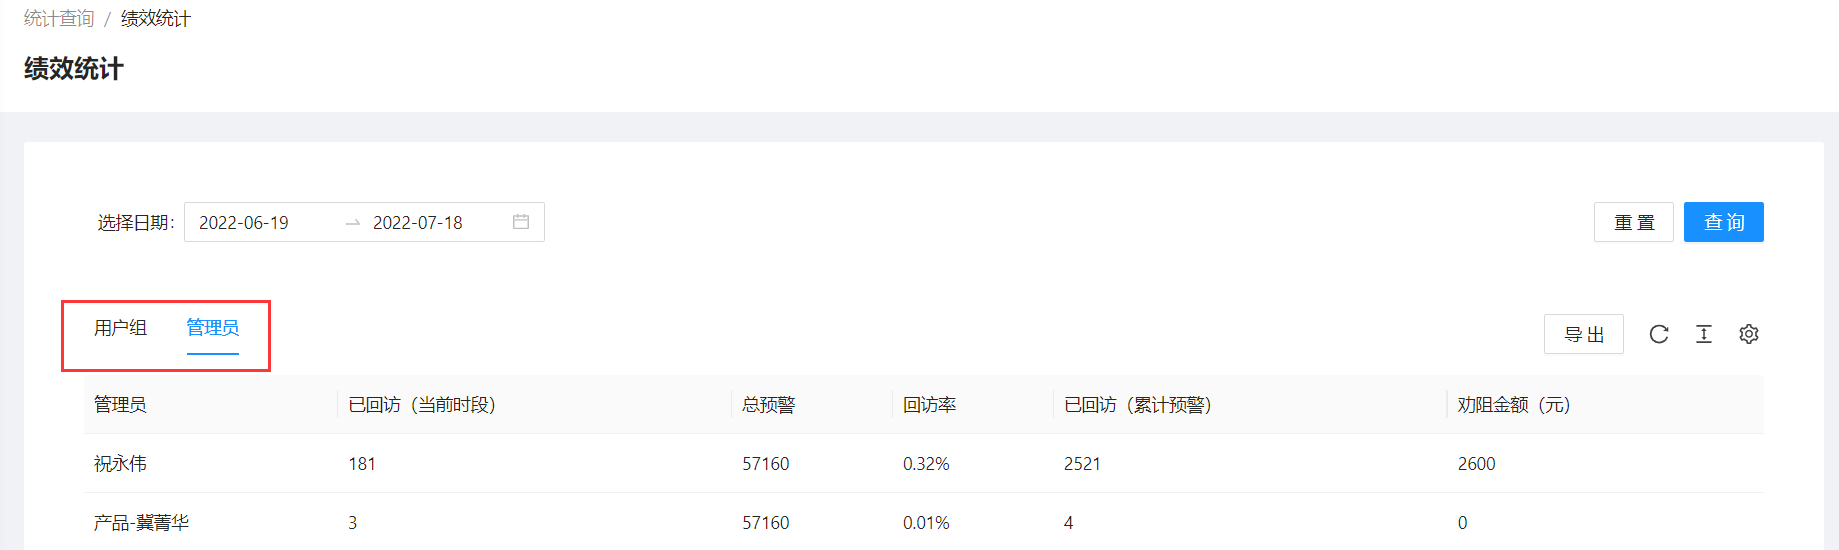 统计查询 / 绩效统计
绩效统计
选择日期： 2022-06-19 → 2022-07-18 重 置 查 询
用户组 管理员 导 出
管理员 已回访（当前时段） 总预警 回访率 已回访（累计预警） 劝阻金额（元）
祝永伟 181 57160 0.32% 2521 2600
产品-冀菁华 3 57160 0.01% 4 0